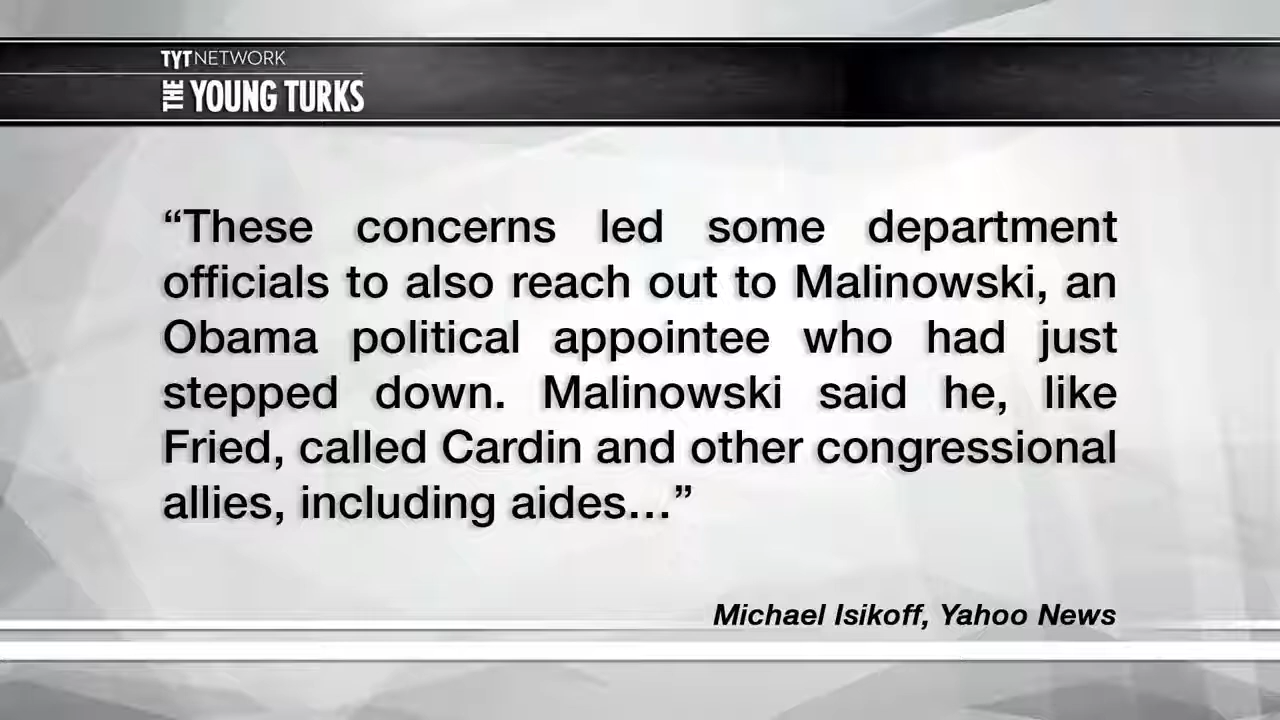 TYT NETWORK
THE YOUNG TURKS
“These concerns led some department
officials to also reach out to Malinowski, an
Obama political appointee who had just
stepped down. Malinowski said he, like
Fried, called Cardin and other congressional
allies, including aides…”
Michael Isikoff, Yahoo News